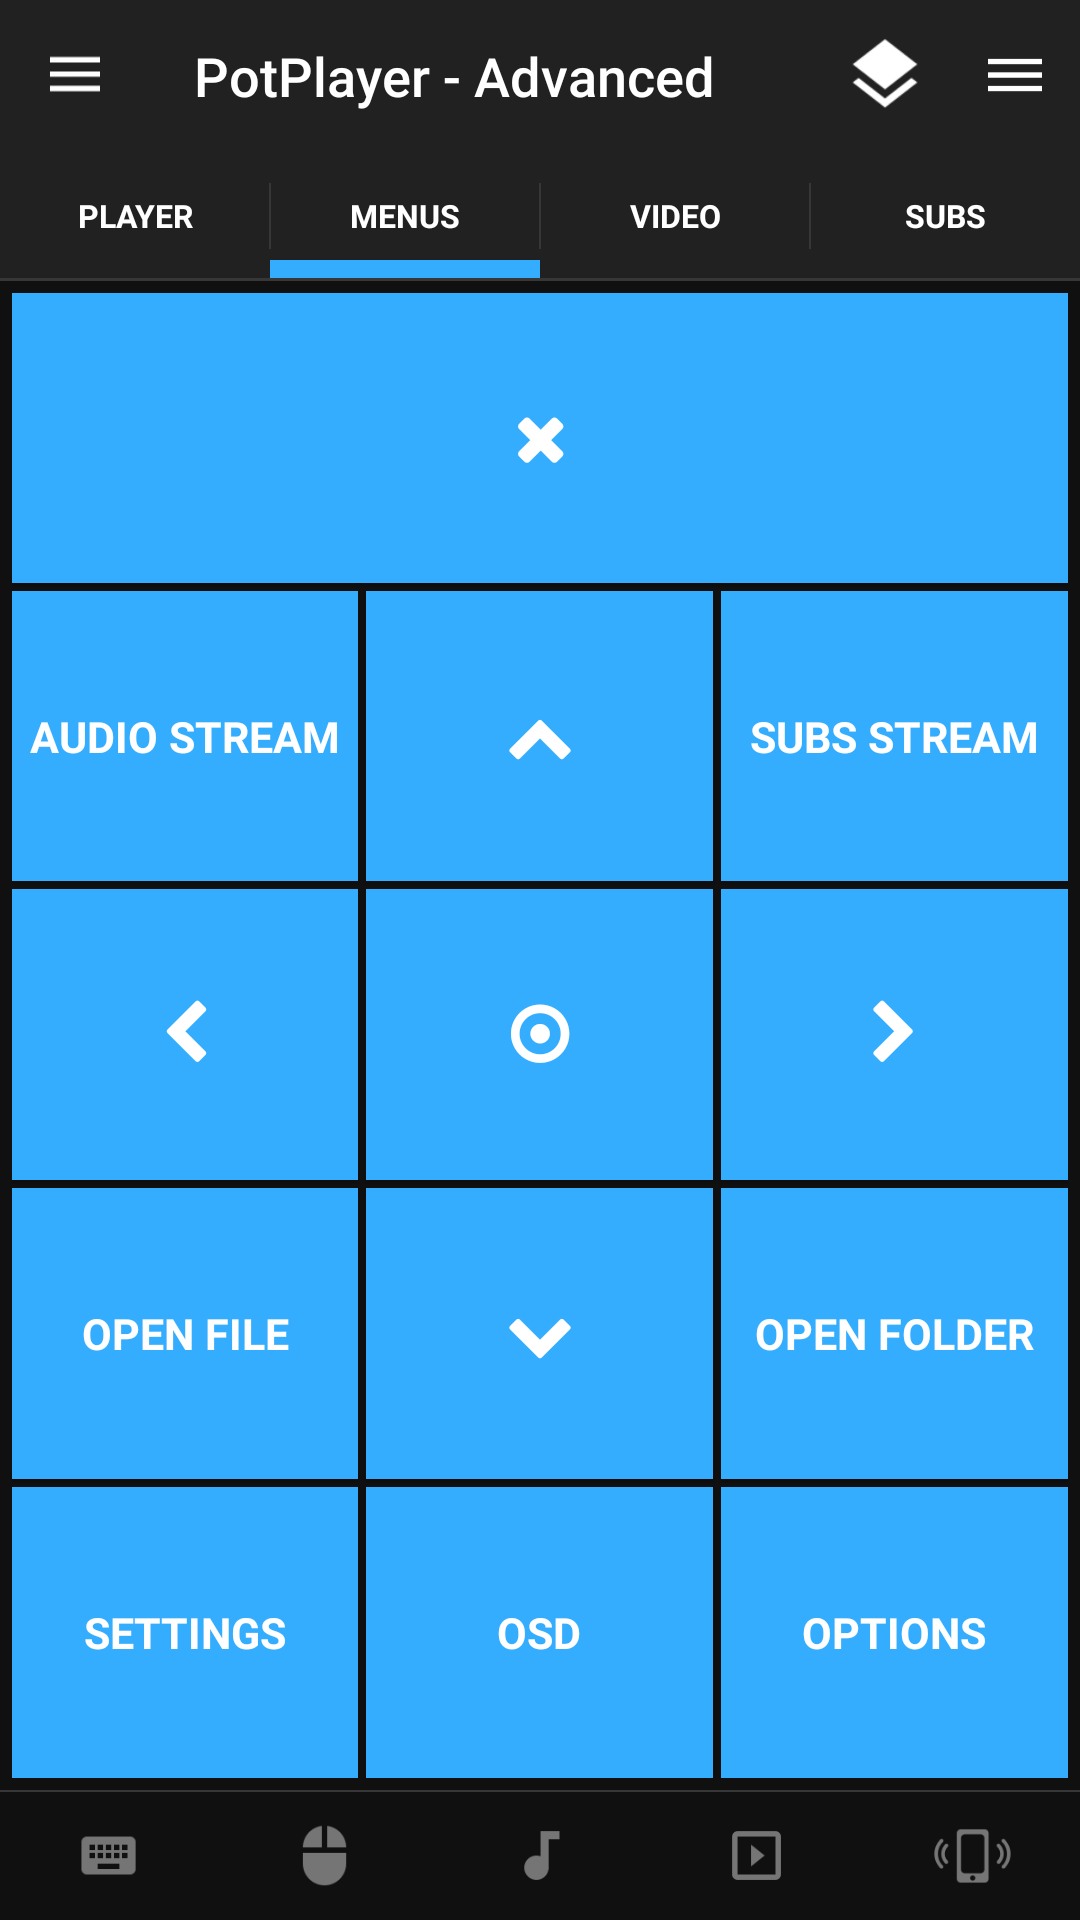 PotPlayer - Advanced
PLAYER
MENUS
VIDEO
SUBS
AUDIO STREAM
SUBS STREAM
OPEN FILE
OPEN FOLDER
SETTINGS
OSD
OPTIONS